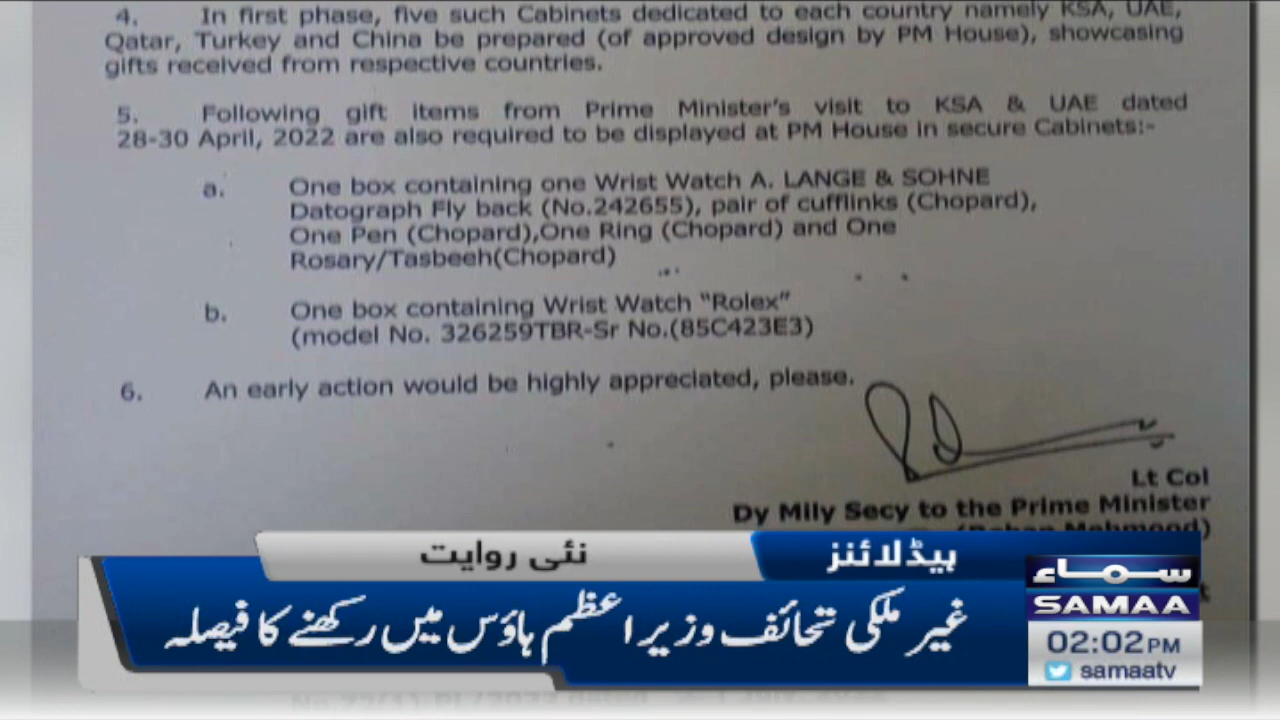 4. In first phase, five such Cabinets dedicated to each country namely KSA, UAE,
Qatar, Turkey and China be prepared (of approved design by PM House), showcasing
gifts received from respective countries.
5. Following gift items from Prime Minister's visit to KSA & UAE dated
28-30 April, 2022 are also required to be displayed at PM House in secure Cabinets:-
a. One box containing one Wrist Watch A. LANGE & SOHNE
Datograph Fly back (No.242655), pair of cufflinks (Chopard),
One Pen (Chopard),One Ring (Chopard) and One
Rosary/Tasbeeh(Chopard)
b. One box containing Wrist Watch "Rolex"
(model No. 326259TBR-Sr No.(85C423E3)
6. An early action would be highly appreciated, please.
Lt Col
Dy Mily Secy to the Prime Minister
ہیڈلائنز
نئی روایت
غیر ملکی تحائف وزیراعظم ہاؤس میں رکھنے کا فیصلہ
سماء
SAMAA
02:02PM
samaatv